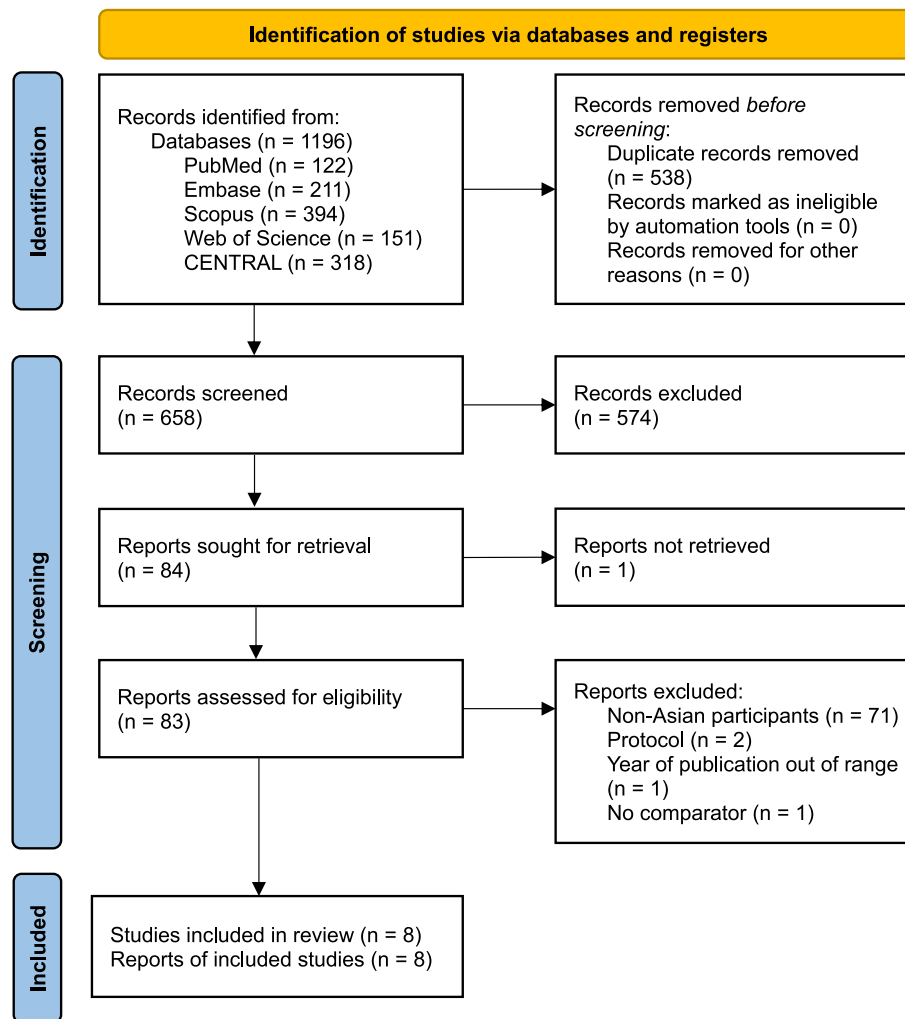 Identification of studies via databases and registers
Identification
Records identified from:
Databases (n = 1196)
PubMed (n = 122)
Embase (n = 211)
Scopus (n = 394)
Web of Science (n = 151)
CENTRAL (n = 318)
Records removed before
screening:
Duplicate records removed
(n = 538)
Records marked as ineligible
by automation tools (n = 0)
Records removed for other
reasons (n = 0)
Screening
Records screened
(n = 658)
Records excluded
(n = 574)
Reports sought for retrieval
(n = 84)
Reports not retrieved
(n = 1)
Reports assessed for eligibility
(n = 83)
Reports excluded:
Non-Asian participants (n = 71)
Protocol (n = 2)
Year of publication out of range
(n = 1)
No comparator (n = 1)
Included
Studies included in review (n = 8)
Reports of included studies (n = 8)